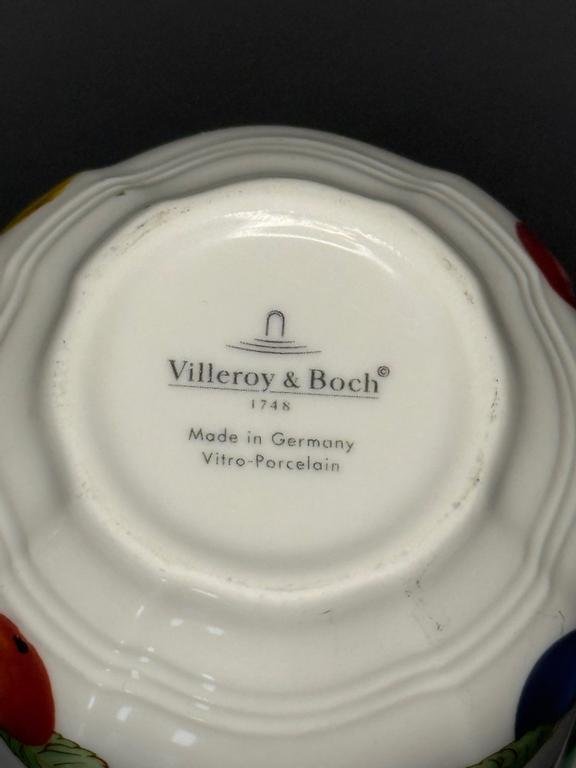 Villeroy & Boch©
1748
Made in Germany
Vitro-Porcelain